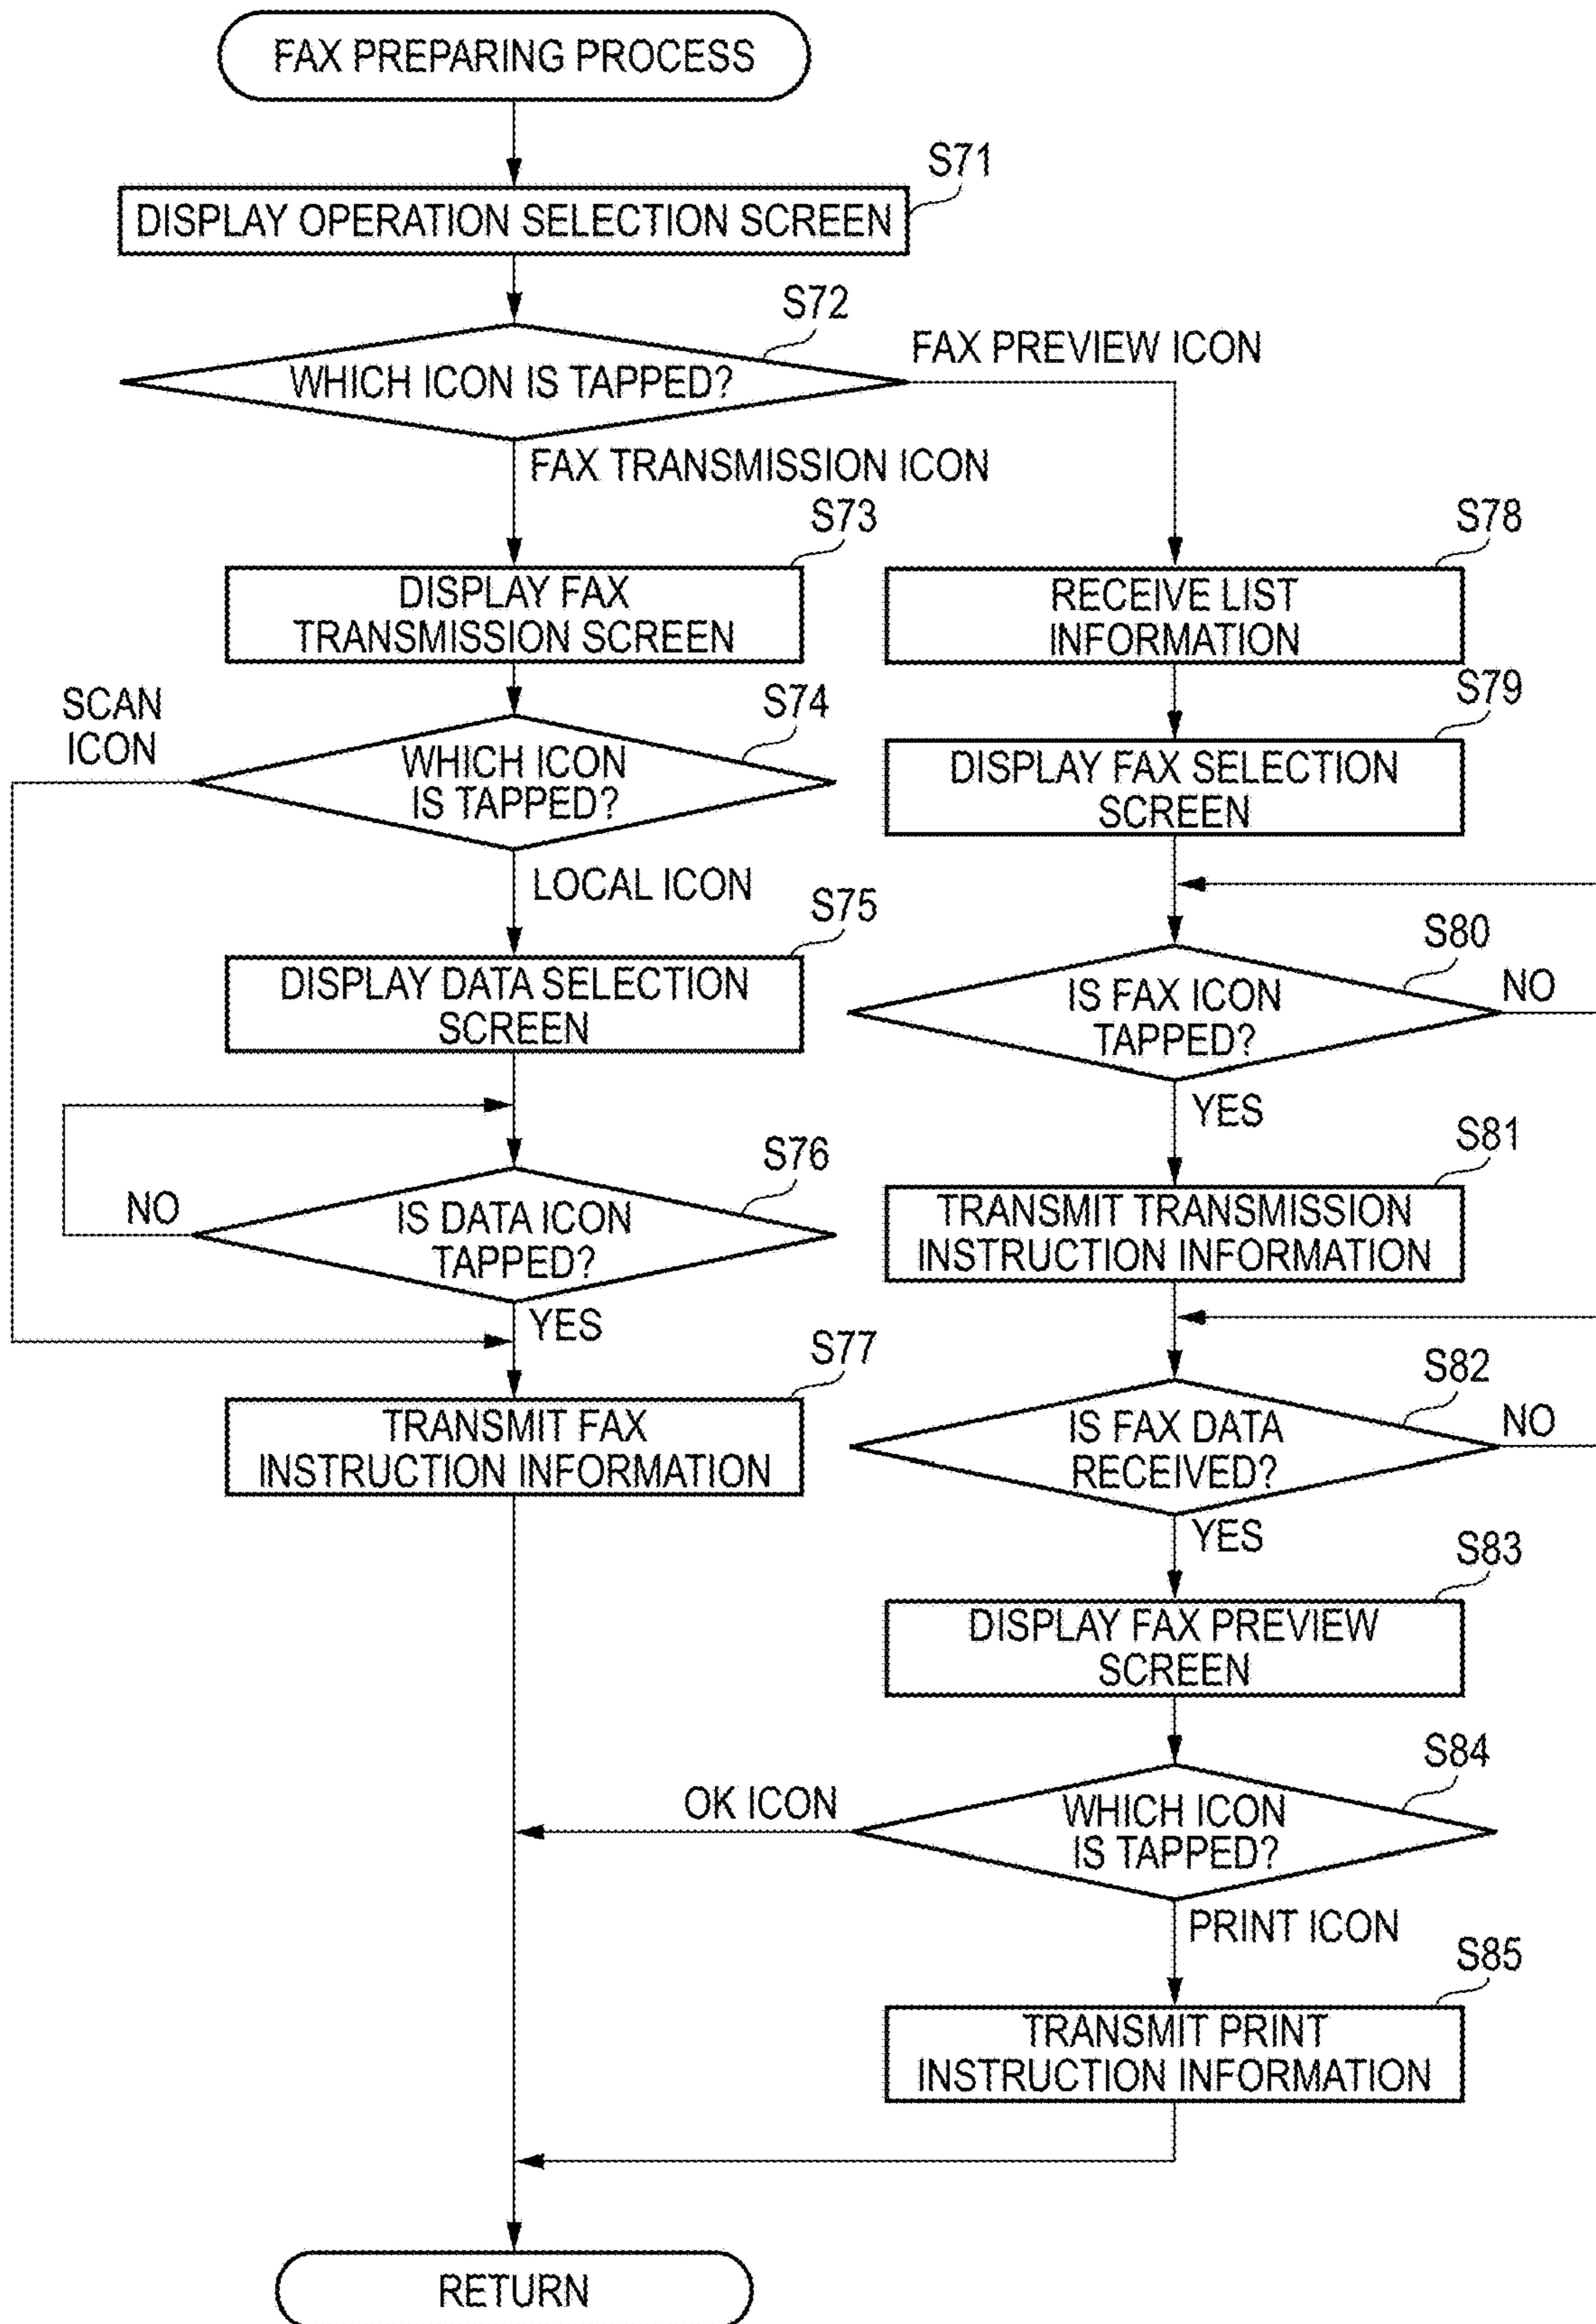 FAX PREPARING PROCESS
S71
DISPLAY OPERATION SELECTION SCREEN
S72
WHICH ICON IS TAPPED?
FAX PREVIEW ICON
FAX TRANSMISSION ICON
S73
DISPLAY FAX
TRANSMISSION SCREEN
SCAN
ICON
S74
WHICH ICON
IS TAPPED?
LOCAL ICON
S75
DISPLAY DATA SELECTION
SCREEN
S76
NO
IS DATA ICON
TAPPED?
YES
S77
TRANSMIT FAX
INSTRUCTION INFORMATION
S78
RECEIVE LIST
INFORMATION
S79
DISPLAY FAX SELECTION
SCREEN
S80
IS FAX ICON
TAPPED?
NO
YES
S81
TRANSMIT TRANSMISSION
INSTRUCTION INFORMATION
S82
IS FAX DATA
RECEIVED?
NO
YES
S83
DISPLAY FAX PREVIEW
SCREEN
S84
OK ICON
WHICH ICON
IS TAPPED?
PRINT ICON
S85
TRANSMIT PRINT
INSTRUCTION INFORMATION
RETURN